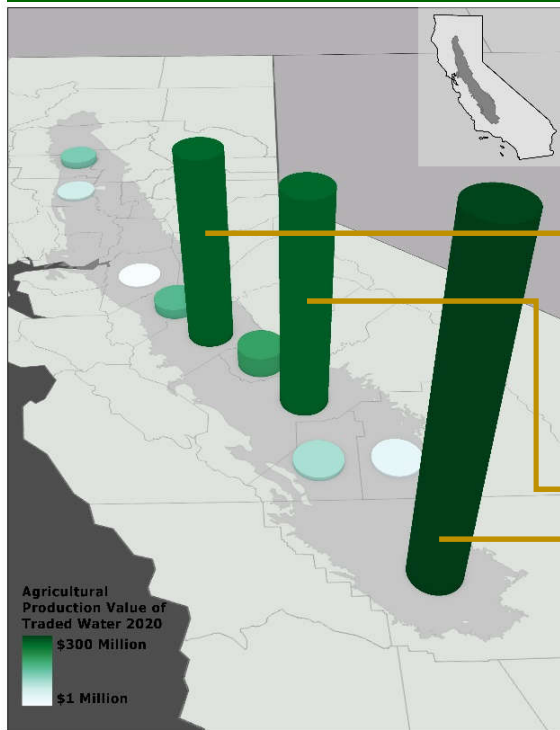 Agricultural
Production Value of
Traded Water 2020
$300 Million
$1 Million